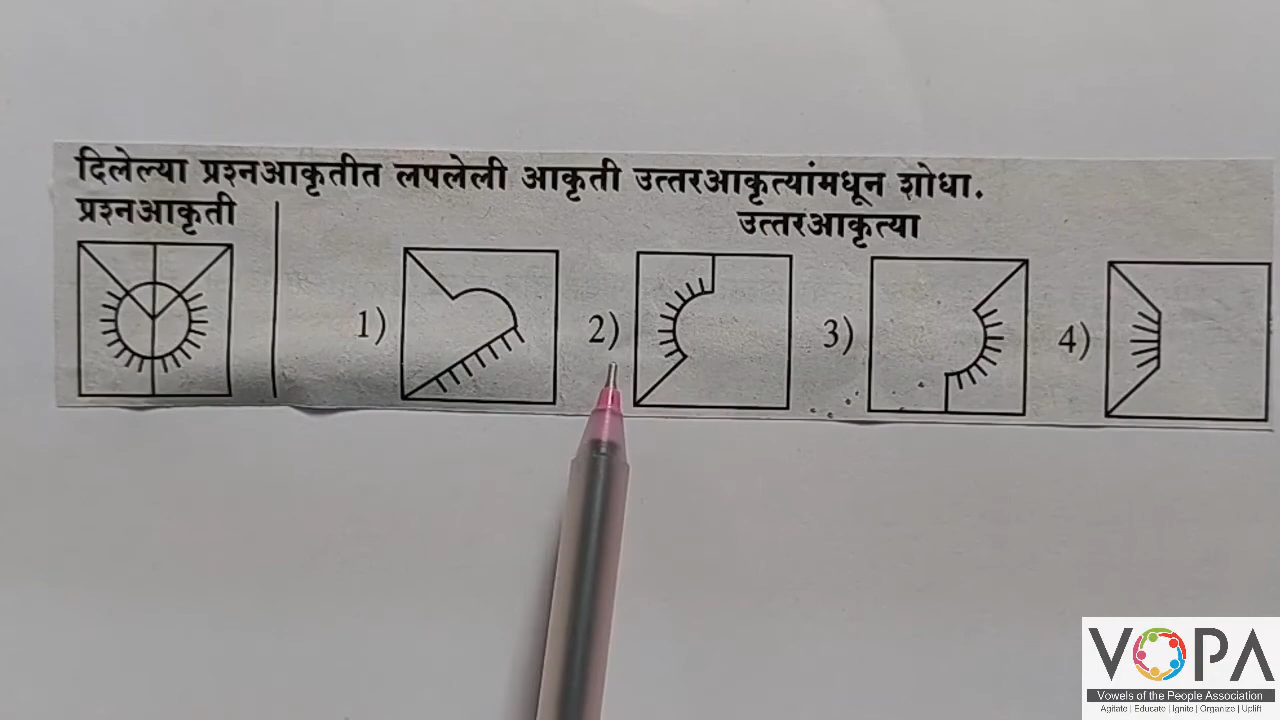 दिलेल्या प्रश्नआकृतीत लपलेली आकृती उत्तरआकृत्यांमधून शोधा.
प्रश्नआकृती
उत्तरआकृत्या
1) 2) 3) 4)
VOPA
Vowels of the People Association
Agitate | Educate | Ignite | Organize | Uplift